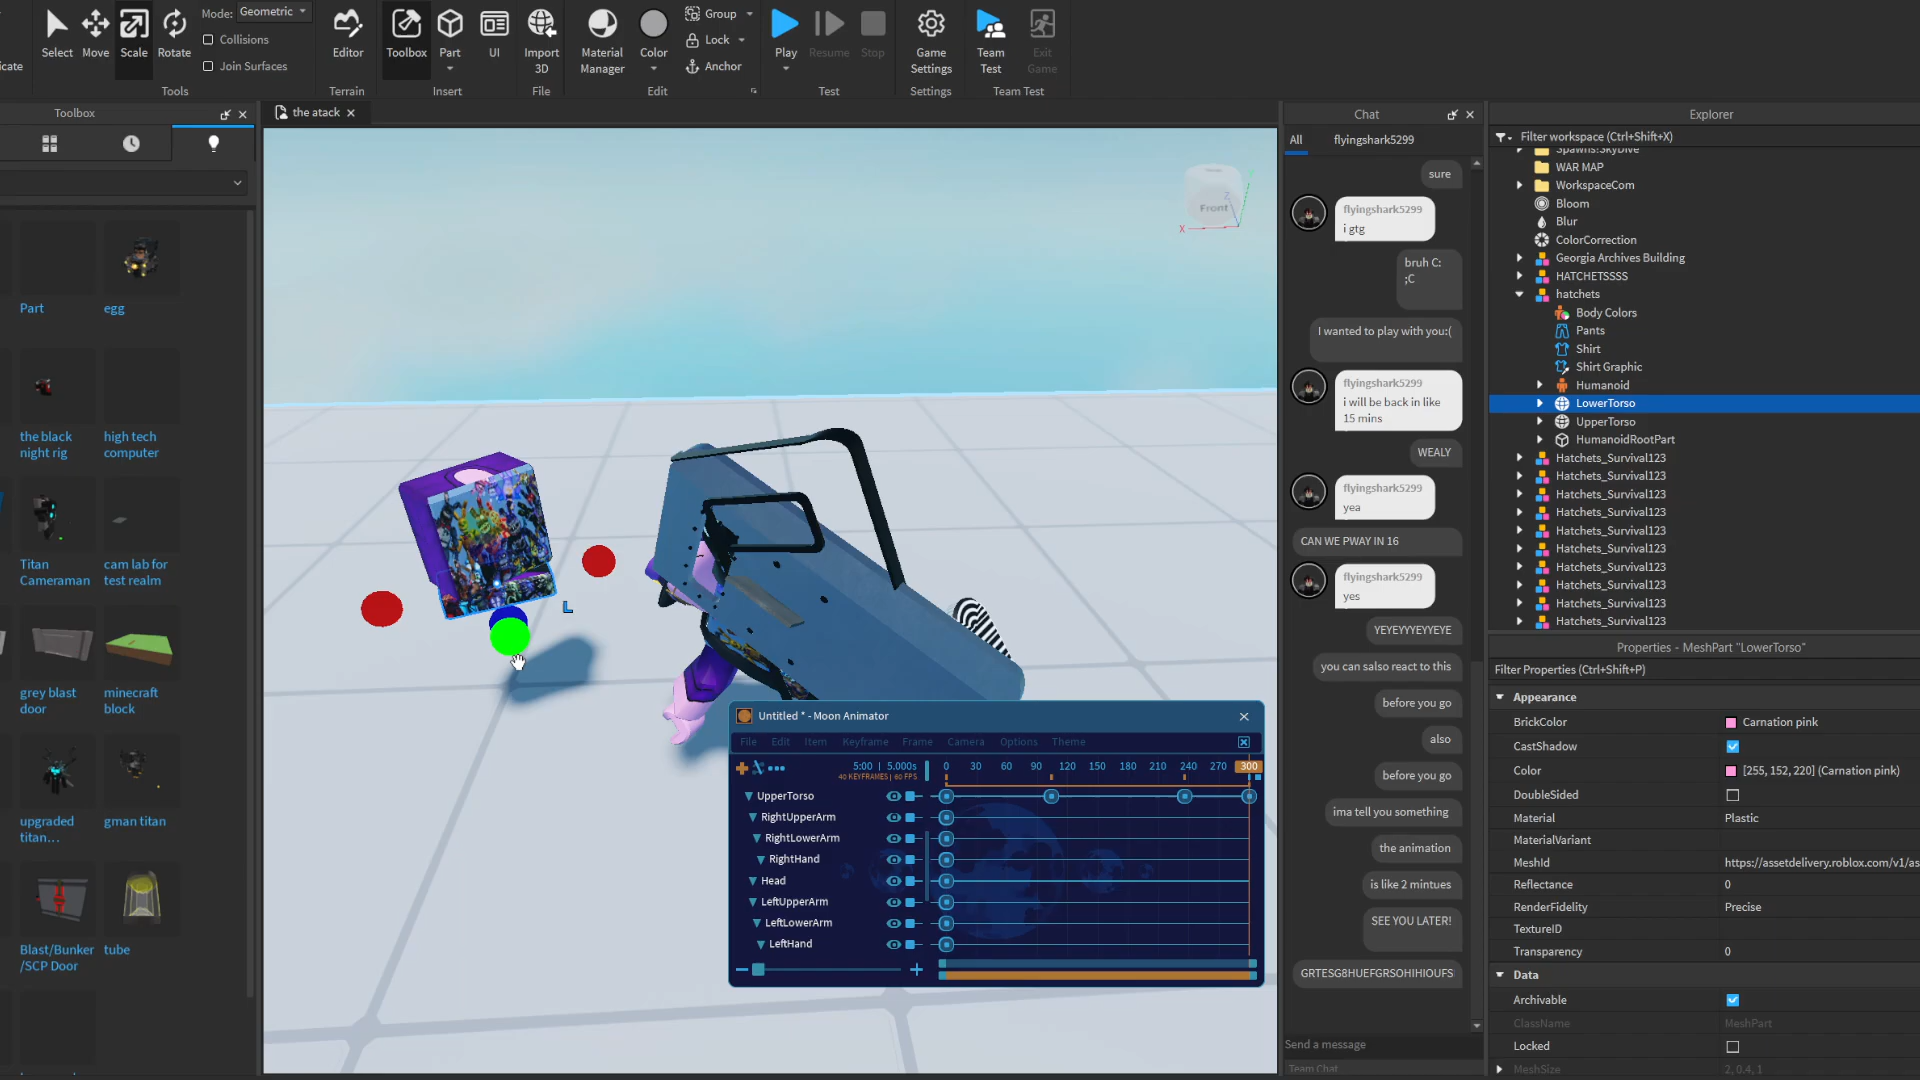 Select
Move
Scale
Rotate
Mode: Geometric
Collisions
Join Surfaces
Tools
Editor
Terrain
Toolbox
Part
UI
Insert
Import
3D
File
Material
Manager
Color
Group
Lock
Anchor
Edit
Play
Resume
Stop
Test
Game
Settings
Settings
Team
Test
Exit
Game
Team Test
Toolbox
Part
egg
the black
night rig
high tech
computer
Titan
Cameraman
cam lab for
test realm
grey blast
door
minecraft
block
upgraded
titan...
gman titan
Blast/Bunker
/SCP Door
tube
the atack
Front
X
Z
L
Untitled * - Moon Animator
File
Edit
Item
Keyframe
Frame
Camera
Options
Theme
5:00 | 5.000s
40 KEYFRAMES | 60 FPS
0 30 60 90 120 150 180 210 240 270 300
UpperTorso
RightUpperArm
RightLowerArm
RightHand
Head
LeftUpperArm
LeftLowerArm
LeftHand
Chat
All
flyingshark5299
sure
flyingshark5299
i gtg
bruh C:
;C
I wanted to play with you:(
flyingshark5299
i will be back in like
15 mins
WEALY
flyingshark5299
yea
CAN WE PWAY IN 16
flyingshark5299
yes
YEYEYYYEYYEYE
you can salso react to this
before you go
also
before you go
ima tell you something
the animation
is like 2 mintues
SEE YOU LATER!
GRTESG8HUEFGRSOHIHIOUFS
Send a message
Team Chat
Explorer
Filter workspace (Ctrl+Shift+X)
Spawns!SkyDive
WAR MAP
WorkspaceCom
Bloom
Blur
ColorCorrection
Georgia Archives Building
HATCHETSSSS
hatchets
Body Colors
Pants
Shirt
Shirt Graphic
Humanoid
LowerTorso
UpperTorso
HumanoidRootPart
Hatchets_Survival123
Hatchets_Survival123
Hatchets_Survival123
Hatchets_Survival123
Hatchets_Survival123
Hatchets_Survival123
Hatchets_Survival123
Hatchets_Survival123
Hatchets_Survival123
Hatchets_Survival123
Properties - MeshPart "LowerTorso"
Filter Properties (Ctrl+Shift+P)
Appearance
BrickColor Carnation pink
CastShadow
Color [255, 152, 220] (Carnation pink)
DoubleSided
Material Plastic
MaterialVariant
MeshId https://assetdelivery.roblox.com/v1/as
Reflectance 0
RenderFidelity Precise
TextureID
Transparency 0
Data
Archivable
ClassName MeshPart
Locked
MeshSize 2, 0.4, 1